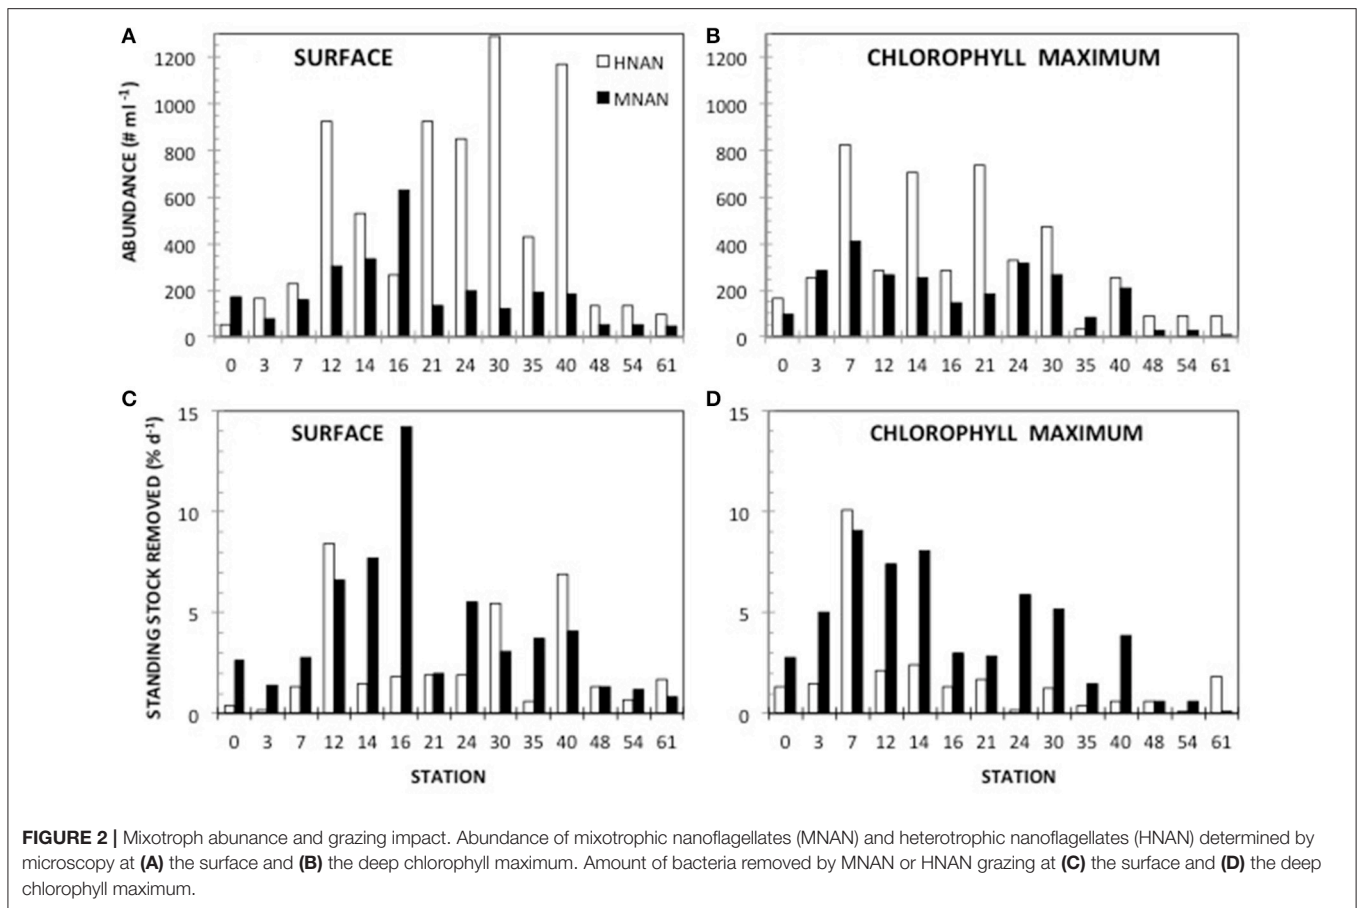 A
SURFACE
HNAN
MNAN
ABUNDANCE (# ml-1)
1200
1000
800
600
400
200
0
0 3 7 12 14 16 21 24 30 35 40 48 54 61
B
CHLOROPHYLL MAXIMUM
1200
1000
800
600
400
200
0
0 3 7 12 14 16 21 24 30 35 40 48 54 61
C
SURFACE
STANDING STOCK REMOVED (% d-1)
15
10
5
0
0 3 7 12 14 16 21 24 30 35 40 48 54 61
STATION
D
CHLOROPHYLL MAXIMUM
15
10
5
0
0 3 7 12 14 16 21 24 30 35 40 48 54 61
STATION
FIGURE 2 | Mixotroph abunance and grazing impact. Abundance of mixotrophic nanoflagellates (MNAN) and heterotrophic nanoflagellates (HNAN) determined by
microscopy at (A) the surface and (B) the deep chlorophyll maximum. Amount of bacteria removed by MNAN or HNAN grazing at (C) the surface and (D) the deep
chlorophyll maximum.